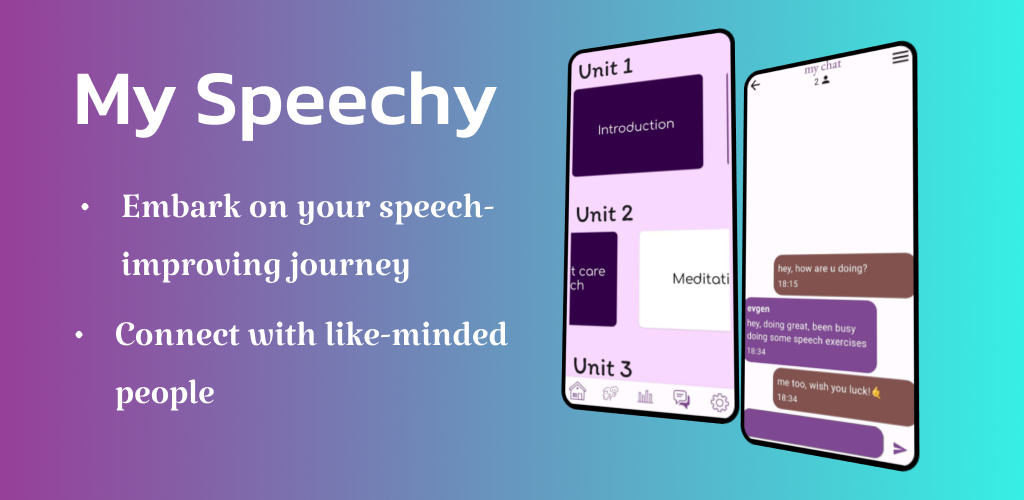 My Speechy
• Embark on your speech-
improving journey
• Connect with like-minded
people
Unit 1
Introduction
Unit 2
t care
ch
Meditati
Unit 3
my chat
2
hey, how are u doing?
18:15
evgen
hey, doing great, been busy
doing some speech exercises
18:34
me too, wish you luck!🤙
18:34